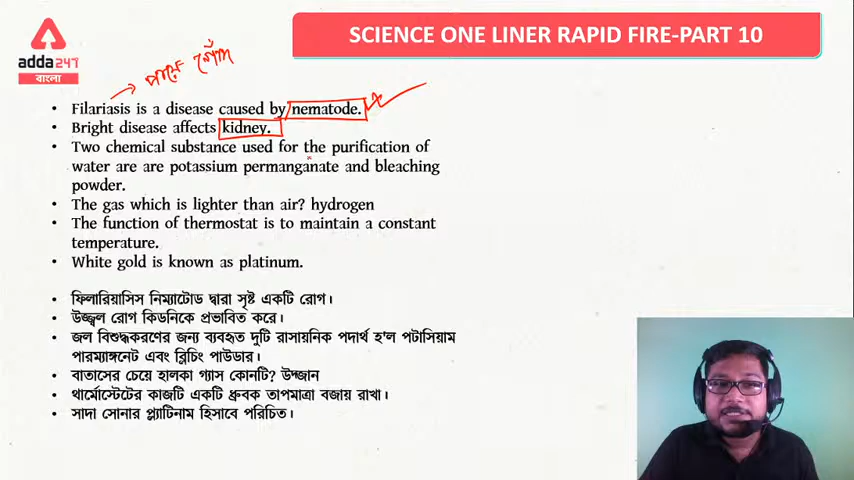 SCIENCE ONE LINER RAPID FIRE-PART 10
adda247
বাংলা
পায়ে গোঁদ
• Filariasis is a disease caused by nematode.
• Bright disease affects kidney.
• Two chemical substance used for the purification of
water are are potassium permanganate and bleaching
powder.
• The gas which is lighter than air? hydrogen
• The function of thermostat is to maintain a constant
temperature.
• White gold is known as platinum.
• ফিলারিয়াসিস নিম্যাটোড দ্বারা সৃষ্ট একটি রোগ।
• উজ্জ্বল রোগ কিডনিকে প্রভাবিত করে।
• জল বিশুদ্ধকরণের জন্য ব্যবহৃত দুটি রাসায়নিক পদার্থ হ'ল পটাসিয়াম
পারম্যাঙ্গনেট এবং ব্লিচিং পাউডার।
• বাতাসের চেয়ে হালকা গ্যাস কোনটি? উদ্জান
• থার্মোস্টেটের কাজটি একটি ধ্রুবক তাপমাত্রা বজায় রাখা।
• সাদা সোনার প্ল্যাটিনাম হিসাবে পরিচিত।